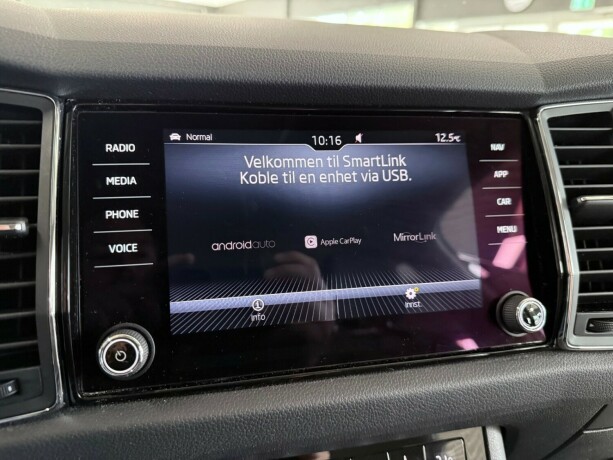 Normal 10:16 12.5°C
RADIO
MEDIA
PHONE
VOICE
Velkommen til SmartLink
Koble til en enhet via USB.
androidauto Apple CarPlay MirrorLink
Info Innst.
NAV
APP
CAR
MENU